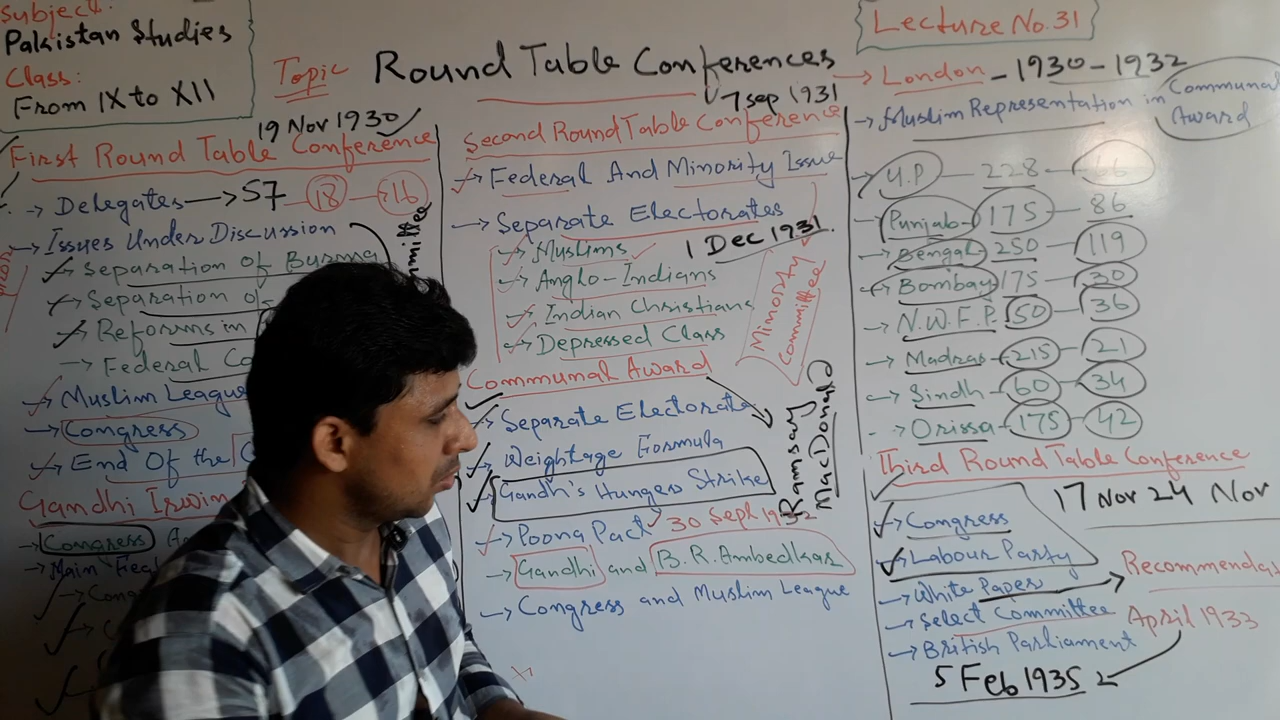 Subject:
Pakistan Studies
Class:
From IX to XII
Topic Round Table Conferences
Lecture No.31
→ London - 1930-1932
→ Muslim Representation in Communal Award
→ U.P - 228 - 66
→ Punjab - 175 - 86
→ Bengal 250 - 119
→ Bombay 175 - 30
→ N.W.F.P. 50 - 36
→ Madras - 215 - 21
→ Sindh - 60 - 34
→ Orissa - 175 - 42
Third Round Table Conference
17 Nov 24 Nov
→ Congress
→ Labour Party
→ White Paper →
→ Select Committee April 1933
→ British Parliament
5 Feb 1935
19 Nov 1930
First Round Table Conference
→ Delegates → 57 - 18 - 16
→ Issues Under Discussion
→ Separation of Burma
→ Separation of
→ Reforms in
→ Federal
→ Muslim League
→ Congress
→ End Of the
Gandhi Irwin
→ Congress
→ Main
7 Sep 1931
Second Round Table Conference
→ Federal And Minority Issue
→ Separate Electorates
1 Dec 1931
→ Muslims
→ Anglo-Indians
→ Indian Christians
→ Depressed Class
Minority Committee
Communal Award
Ramsay MacDonald
→ Separate Electorate
→ Weightage Formula
→ Gandh's Hunger Strike
→ Poona Pact 30 Sept 1932
→ Gandhi and B.R.Ambedkar
→ Congress and Muslim League